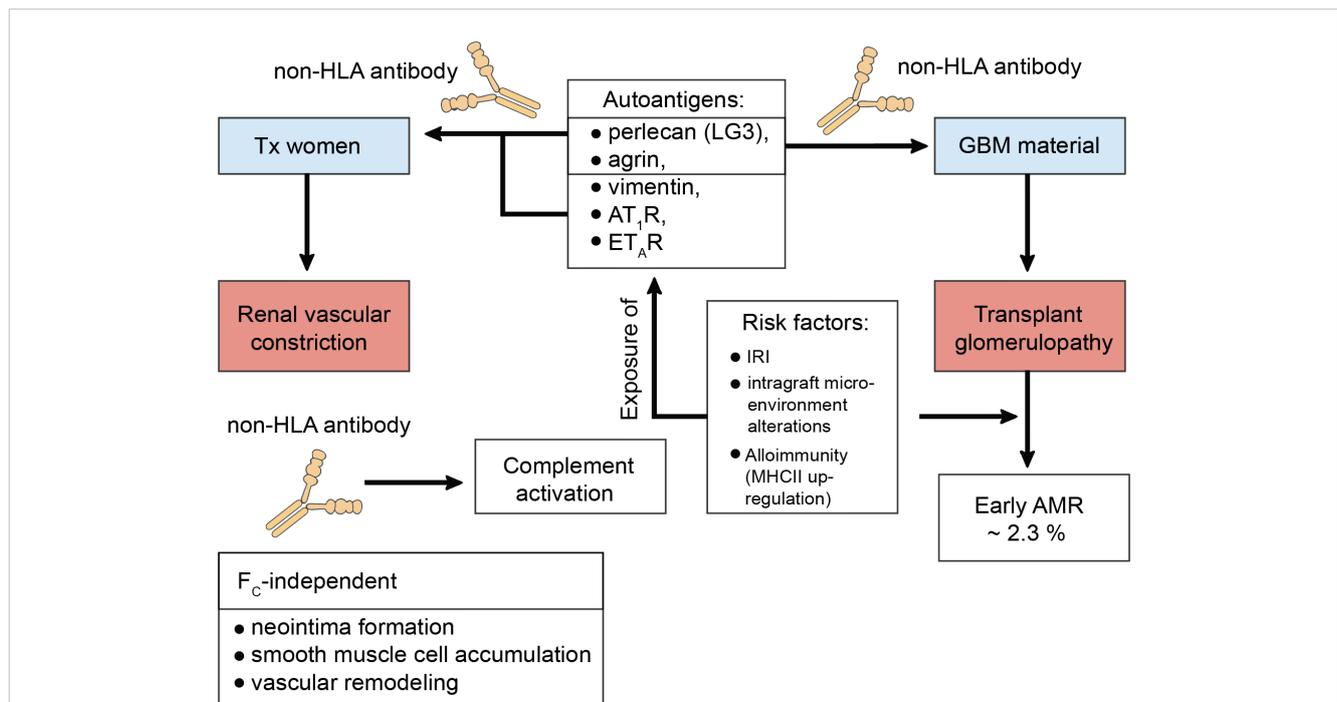 non-HLA antibody
non-HLA antibody
Autoantigens:
● perlecan (LG3),
● agrin,
● vimentin,
● AT₁R,
● ET_AR
Tx women
GBM material
Renal vascular
constriction
Exposure of
Risk factors:
● IRI
● intragraft micro-
environment
alterations
● Alloimmunity
(MHCII up-
regulation)
Transplant
glomerulopathy
non-HLA antibody
Complement
activation
Early AMR
~ 2.3 %
F_C-independent
● neointima formation
● smooth muscle cell accumulation
● vascular remodeling